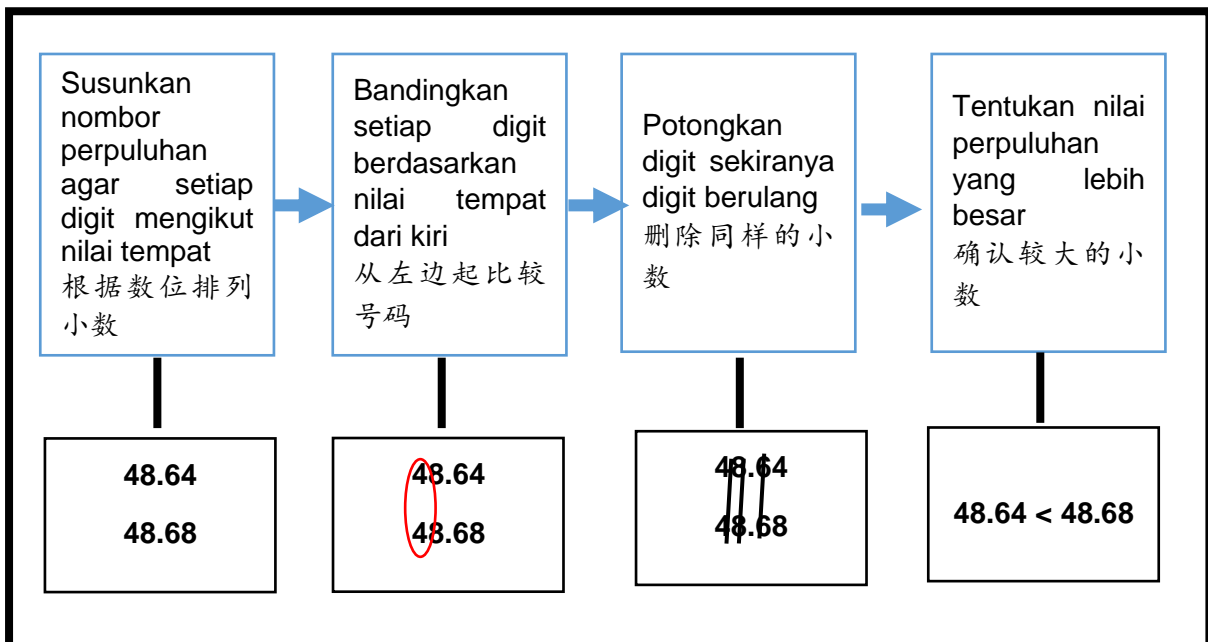 Susunkan
nombor
perpuluhan
agar setiap
digit mengikut
nilai tempat
根据数位排列
小数
Bandingkan
setiap digit
berdasarkan
nilai tempat
dari kiri
从左边起比较
号码
Potongkan
digit sekiranya
digit berulang
删除同样的小
数
Tentukan nilai
perpuluhan
yang lebih
besar
确认较大的小
数
48.64
48.68
48.64
48.68
48.64
48.68
48.64 < 48.68